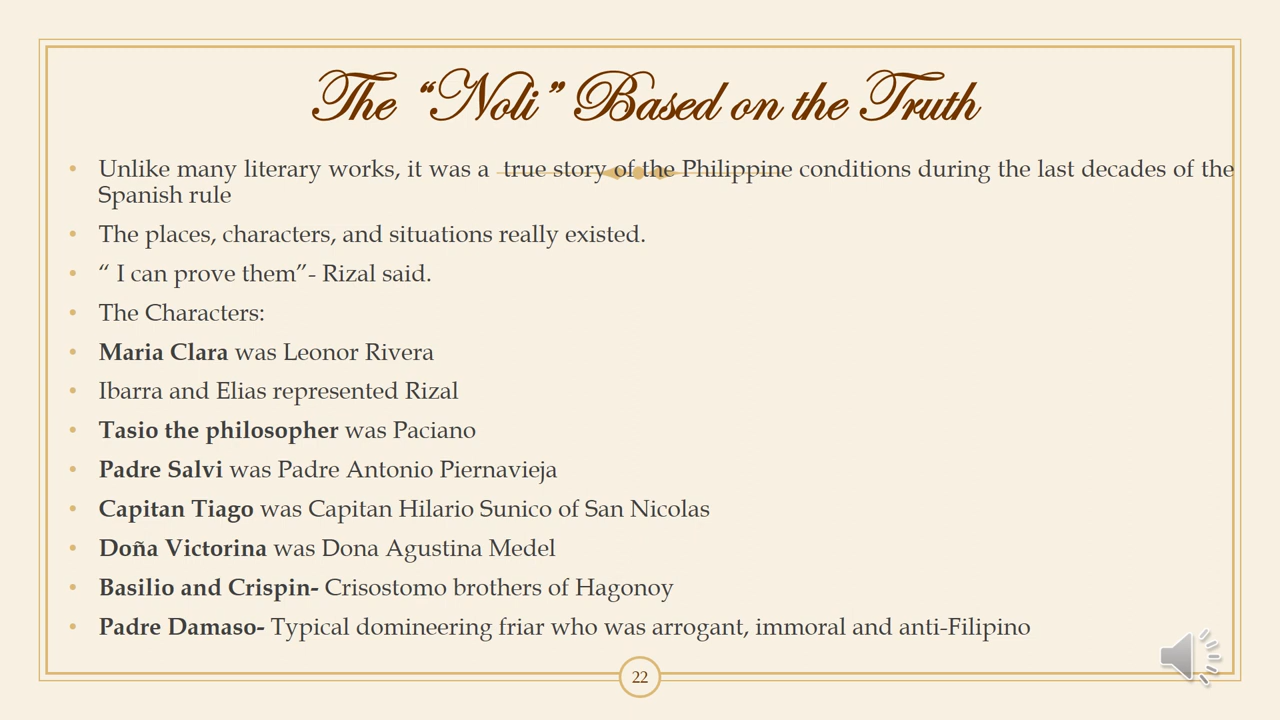 The “Noli” Based on the Truth
• Unlike many literary works, it was a  true story of the Philippine conditions during the last decades of the
Spanish rule
• The places, characters, and situations really existed.
• “ I can prove them”- Rizal said.
• The Characters:
• Maria Clara was Leonor Rivera
• Ibarra and Elias represented Rizal
• Tasio the philosopher was Paciano
• Padre Salvi was Padre Antonio Piernavieja
• Capitan Tiago was Capitan Hilario Sunico of San Nicolas
• Doña Victorina was Dona Agustina Medel
• Basilio and Crispin- Crisostomo brothers of Hagonoy
• Padre Damaso- Typical domineering friar who was arrogant, immoral and anti-Filipino
22